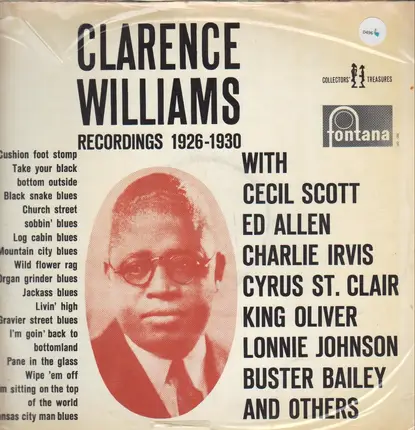 CLARENCE
WILLIAMS
RECORDINGS 1926-1930
COLLECTORS' TREASURES
fontana
Cushion foot stomp
Take your black
bottom outside
Black snake blues
Church street
sobbin' blues
Log cabin blues
Mountain city blues
Wild flower rag
Organ grinder blues
Jackass blues
Livin' high
Gravier street blues
I'm goin' back to
bottomland
Pane in the glass
Wipe 'em off
'm sitting on the top
of the world
ansas city man blues
WITH
CECIL SCOTT
ED ALLEN
CHARLIE IRVIS
CYRUS ST. CLAIR
KING OLIVER
LONNIE JOHNSON
BUSTER BAILEY
AND OTHERS